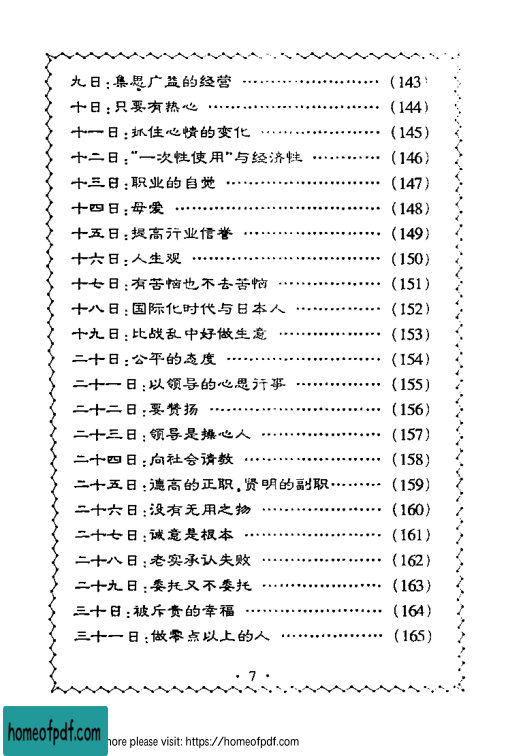 九日:集思广益的经营 ························ (143)
十日:只要有热心 ······························ (144)
十一日:抓住心情的变化 ····················· (145)
十二日:"一次性使用"与经济性 ············ (146)
十三日:职业的自觉 ··························· (147)
十四日:母爱 ···································· (148)
十五日:提高行业信誉 ························ (149)
十六日:人生观 ································· (150)
十七日:有苦恼也不去苦恼 ·················· (151)
十八日:国际化时代与日本人 ··············· (152)
十九日:比战乱中好做生意 ·················· (153)
二十日:公平的态度 ··························· (154)
二十一日:以领导的心思行事 ··············· (155)
二十二日:要赞扬 ······························ (156)
二十三日:领导是操心人 ····················· (157)
二十四日:向社会请教 ························ (158)
二十五日:德高的正职,贤明的副职········· (159)
二十六日:没有无用之物 ····················· (160)
二十七日:诚意是根本 ························ (161)
二十八日:老实承认失败 ····················· (162)
二十九日:委托又不委托 ····················· (163)
三十日:被斥责的幸福 ························ (164)
三十一日:做零点以上的人 ·················· (165)
· 7 ·
homeofpdf.com
more please visit: https://homeofpdf.com